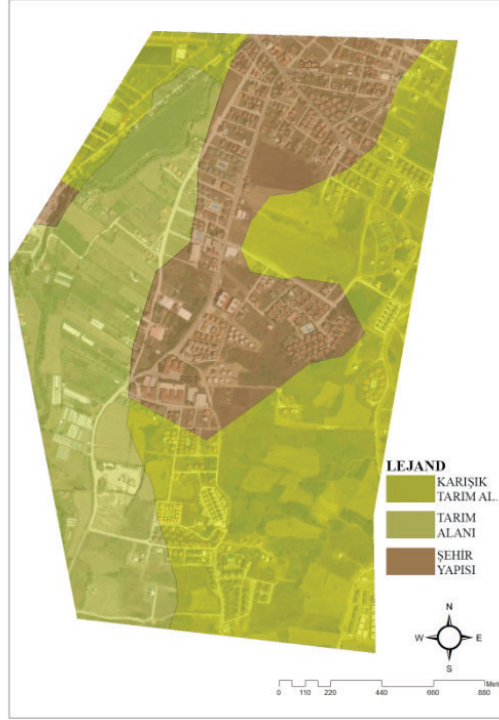 LEJAND
KARIŞIK
TARIM AL.
TARIM
ALANI
ŞEHİR
YAPISI
N
W E
S
0 110 220 440 660 880